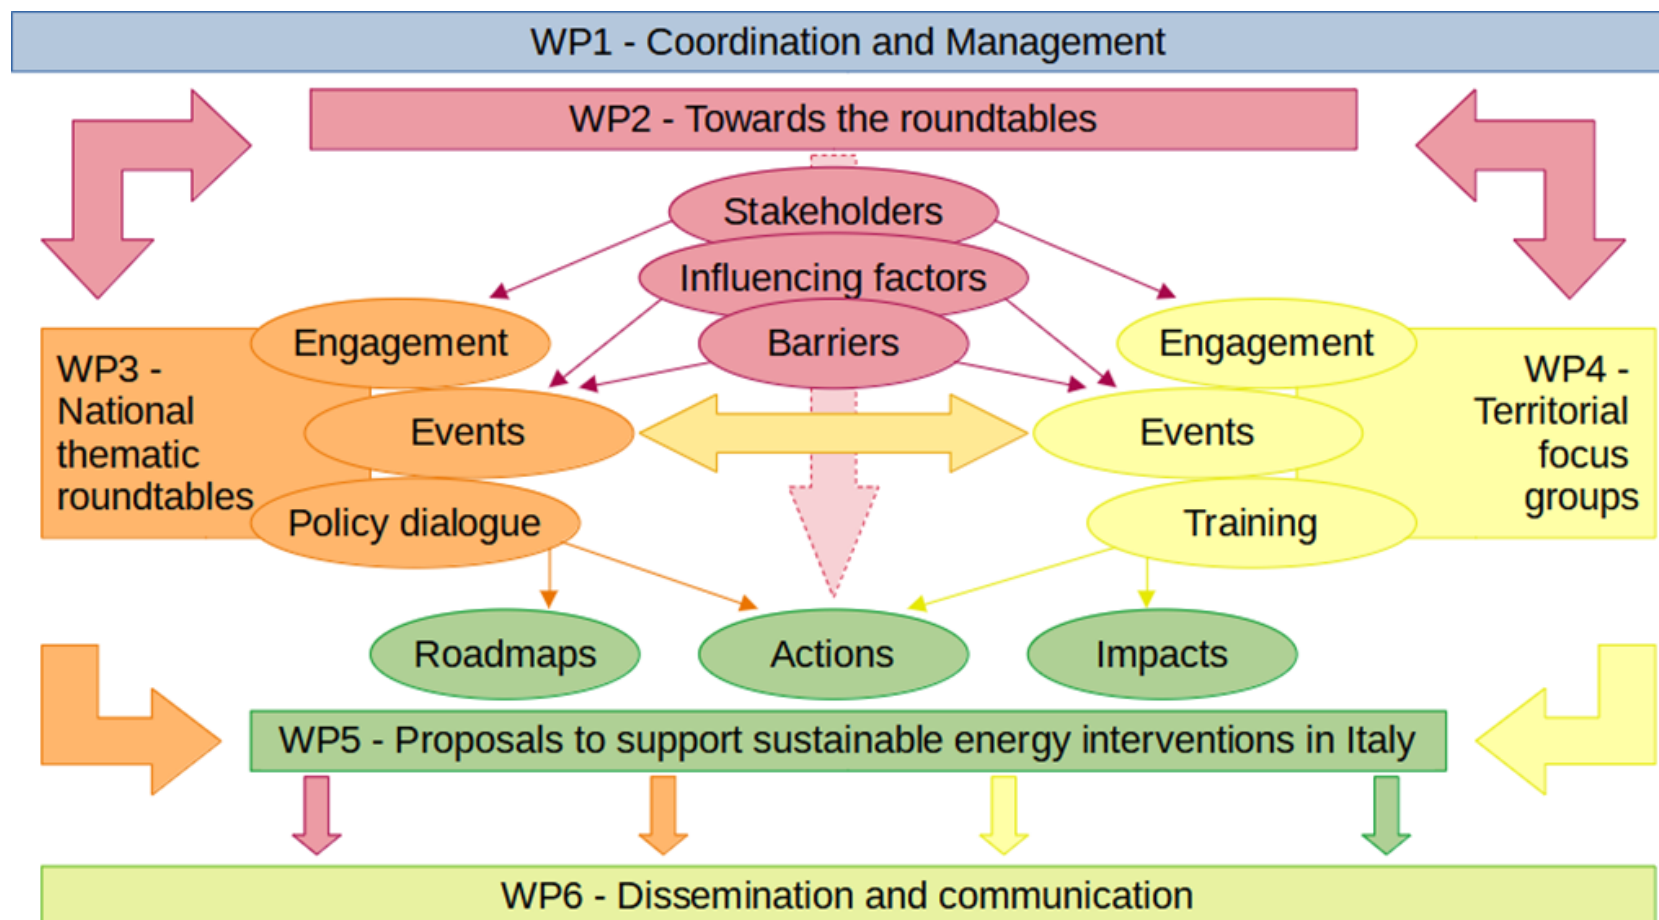 WP1 - Coordination and Management
WP2 - Towards the roundtables
Stakeholders
Influencing factors
Barriers
WP3 -
National
thematic
roundtables
Engagement
Events
Policy dialogue
Engagement
Events
Training
WP4 -
Territorial
focus
groups
Roadmaps
Actions
Impacts
WP5 - Proposals to support sustainable energy interventions in Italy
WP6 - Dissemination and communication